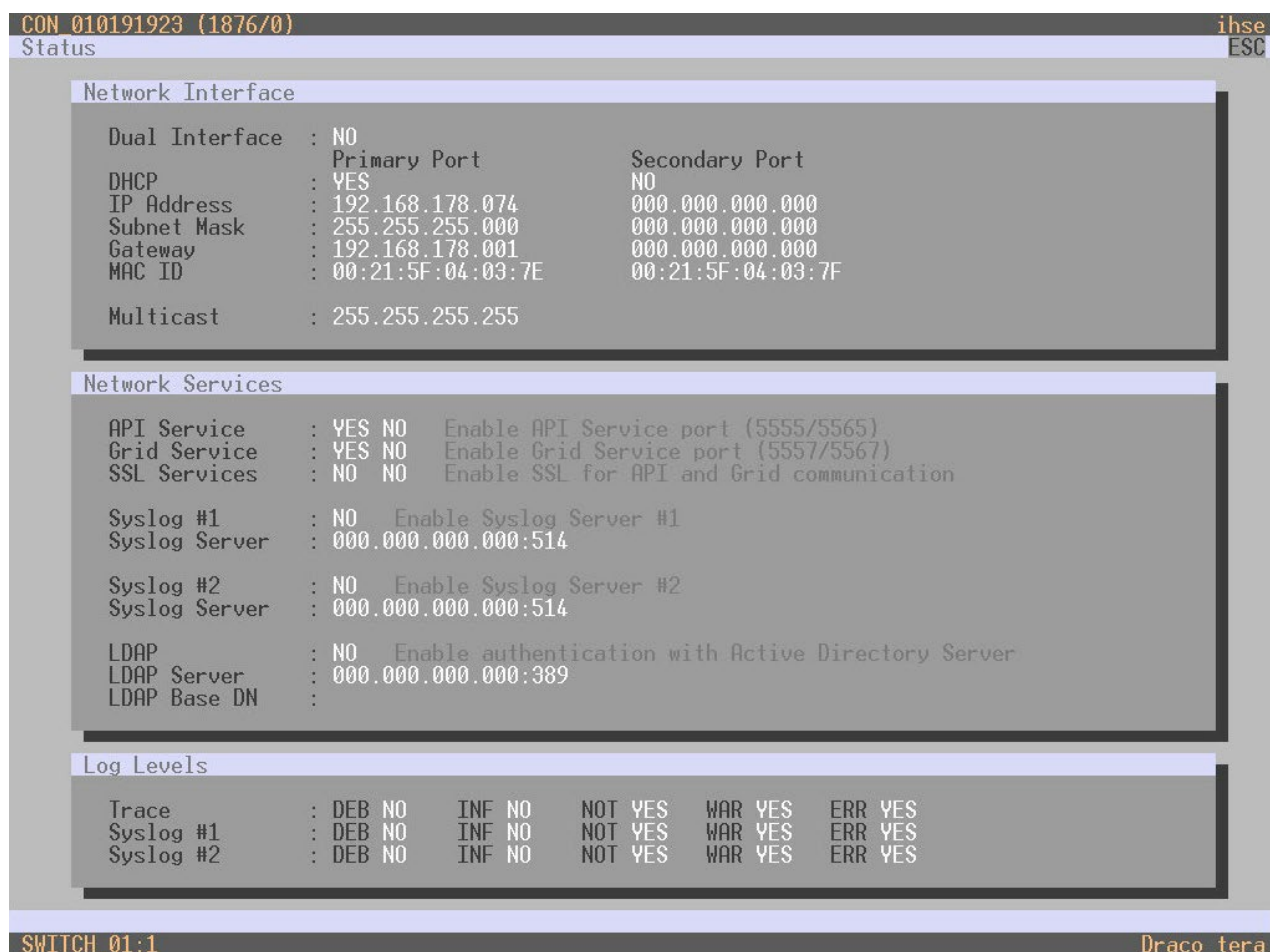 CON_010191923 (1876/0) ihse
Status ESC
Network Interface
Dual Interface : NO
Primary Port Secondary Port
DHCP : YES NO
IP Address : 192.168.178.074 000.000.000.000
Subnet Mask : 255.255.255.000 000.000.000.000
Gateway : 192.168.178.001 000.000.000.000
MAC ID : 00:21:5F:04:03:7E 00:21:5F:04:03:7F
Multicast : 255.255.255.255
Network Services
API Service : YES NO Enable API Service port (5555/5565)
Grid Service : YES NO Enable Grid Service port (5557/5567)
SSL Services : NO NO Enable SSL for API and Grid communication
Syslog #1 : NO Enable Syslog Server #1
Syslog Server : 000.000.000.000:514
Syslog #2 : NO Enable Syslog Server #2
Syslog Server : 000.000.000.000:514
LDAP : NO Enable authentication with Active Directory Server
LDAP Server : 000.000.000.000:389
LDAP Base DN :
Log Levels
Trace : DEB NO INF NO NOT YES WAR YES ERR YES
Syslog #1 : DEB NO INF NO NOT YES WAR YES ERR YES
Syslog #2 : DEB NO INF NO NOT YES WAR YES ERR YES
SWITCH_01:1 Draco tera